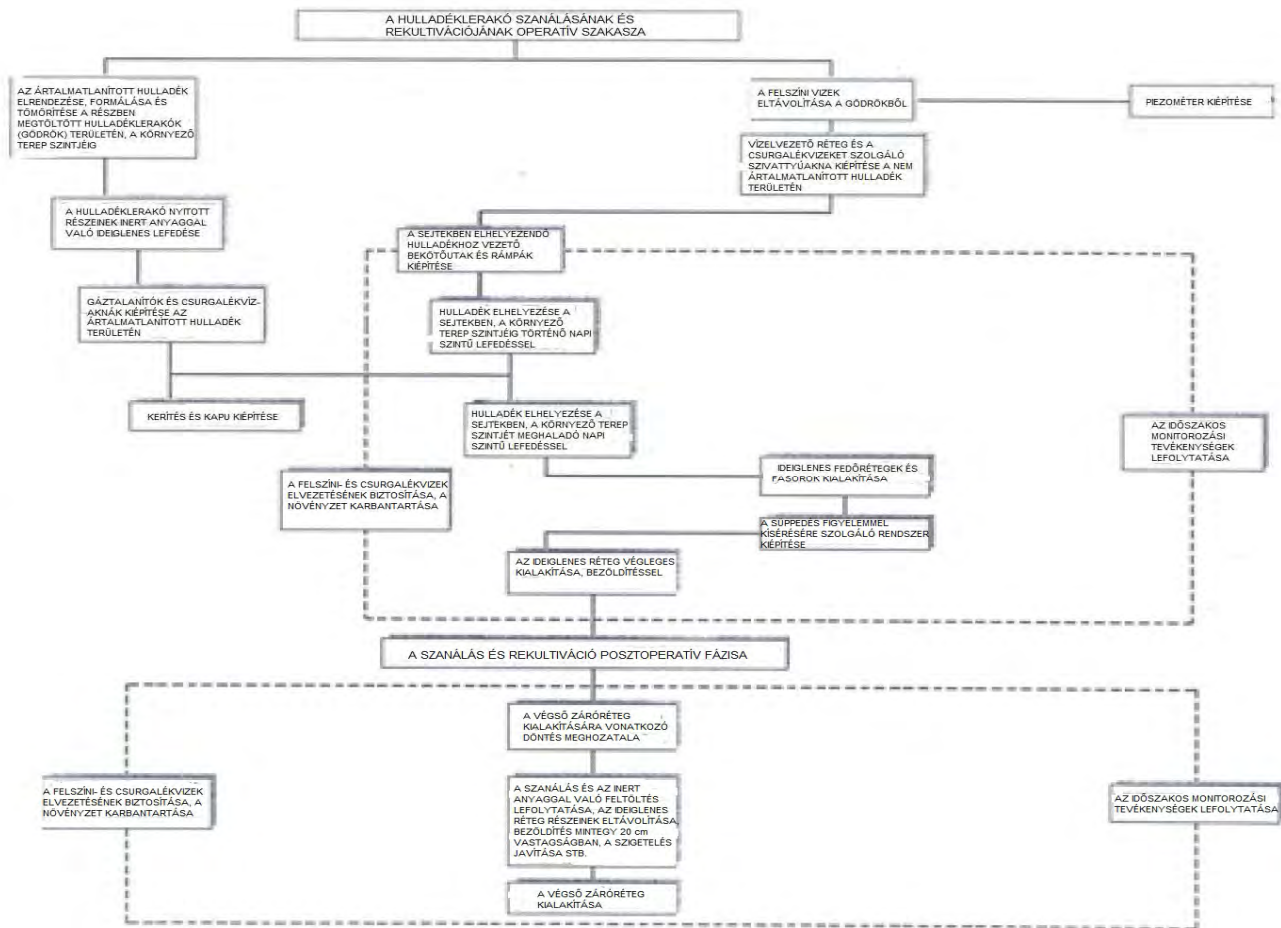 A HULLADÉKLERAKÓ SZANÁLÁSÁNAK ÉS
REKULTIVÁCIÓJÁNAK OPERATÍV SZAKASZA
AZ ÁRTALMATLANÍTOTT HULLADÉK
ELRENDEZÉSE, FORMÁLÁSA ÉS
TÖMÖRÍTÉSE A RÉSZBEN
MEGTÖLTÖTT HULLADÉKLERAKÓK
(GÖDRÖK) TERÜLETÉN, A KÖRNYEZŐ
TEREP SZINTJÉIG
A FELSZÍNI VIZEK
ELTÁVOLÍTÁSA A GÖDRÖKBŐL
PIEZOMÉTER KIÉPÍTÉSE
VÍZELVEZETŐ RÉTEG ÉS A
CSURGALÉKVIZEKET SZOLGÁLÓ
SZIVATTYÚAKNA KIÉPÍTÉSE A NEM
ÁRTALMATLANÍTOTT HULLADÉK
TERÜLETÉN
A HULLADÉKLERAKÓ NYITOTT
RÉSZEINEK INERT ANYAGGAL
VALÓ IDEIGLENES LEFEDÉSE
A SEJTEKBEN ELHELYEZENDŐ
HULLADÉKHOZ VEZETŐ
BEKÖTŐUTAK ÉS RÁMPÁK
KIÉPÍTÉSE
GÁZTALANÍTÓK ÉS CSURGALÉKVÍZ-
AKNÁK KIÉPÍTÉSE AZ
ÁRTALMATLANÍTOTT HULLADÉK
TERÜLETÉN
HULLADÉK ELHELYEZÉSE A
SEJTEKBEN, A KÖRNYEZŐ
TEREP SZINTJÉIG TÖRTÉNŐ NAPI
SZINTŰ LEFEDÉSSEL
KERÍTÉS ÉS KAPU KIÉPÍTÉSE
HULLADÉK ELHELYEZÉSE A
SEJTEKBEN, A KÖRNYEZŐ TEREP
SZINTJÉT MEGHALADÓ NAPI
SZINTŰ LEFEDÉSSEL
AZ IDŐSZAKOS
MONITOROZÁSI
TEVÉKENYSÉGEK
LEFOLYTATÁSA
IDEIGLENES FEDŐRÉTEGEK ÉS
FASOROK KIALAKÍTÁSA
A FELSZÍNI- ÉS CSURGALÉKVIZEK
ELVEZETÉSÉNEK BIZTOSÍTÁSA, A
NÖVÉNYZET KARBANTARTÁSA
A SÜPPEDÉS FIGYELEMMEL
KÍSÉRÉSÉRE SZOLGÁLÓ RENDSZER
KIÉPÍTÉSE
AZ IDEIGLENES RÉTEG VÉGLEGES
KIALAKÍTÁSA, BEZÖLDÍTÉSSEL
A SZANÁLÁS ÉS REKULTIVÁCIÓ POSZTOPERATÍV FÁZISA
A VÉGSŐ ZÁRÓRÉTEG
KIALAKÍTÁSÁRA VONATKOZÓ
DÖNTÉS MEGHOZATALA
A FELSZÍNI- ÉS CSURGALÉKVIZEK
ELVEZETÉSÉNEK BIZTOSÍTÁSA, A
NÖVÉNYZET KARBANTARTÁSA
A SZANÁLÁS ÉS AZ INERT
ANYAGGAL VALÓ FELTÖLTÉS
LEFOLYTATÁSA, AZ IDEIGLENES
RÉTEG RÉSZEINEK ELTÁVOLÍTÁSA,
BEZÖLDÍTÉS MINTEGY 20 cm
VASTAGSÁGBAN, A SZIGETELÉS
JAVÍTÁSA STB.
AZ IDŐSZAKOS MONITOROZÁSI
TEVÉKENYSÉGEK LEFOLYTATÁSA
A VÉGSŐ ZÁRÓRÉTEG
KIALAKÍTÁSA